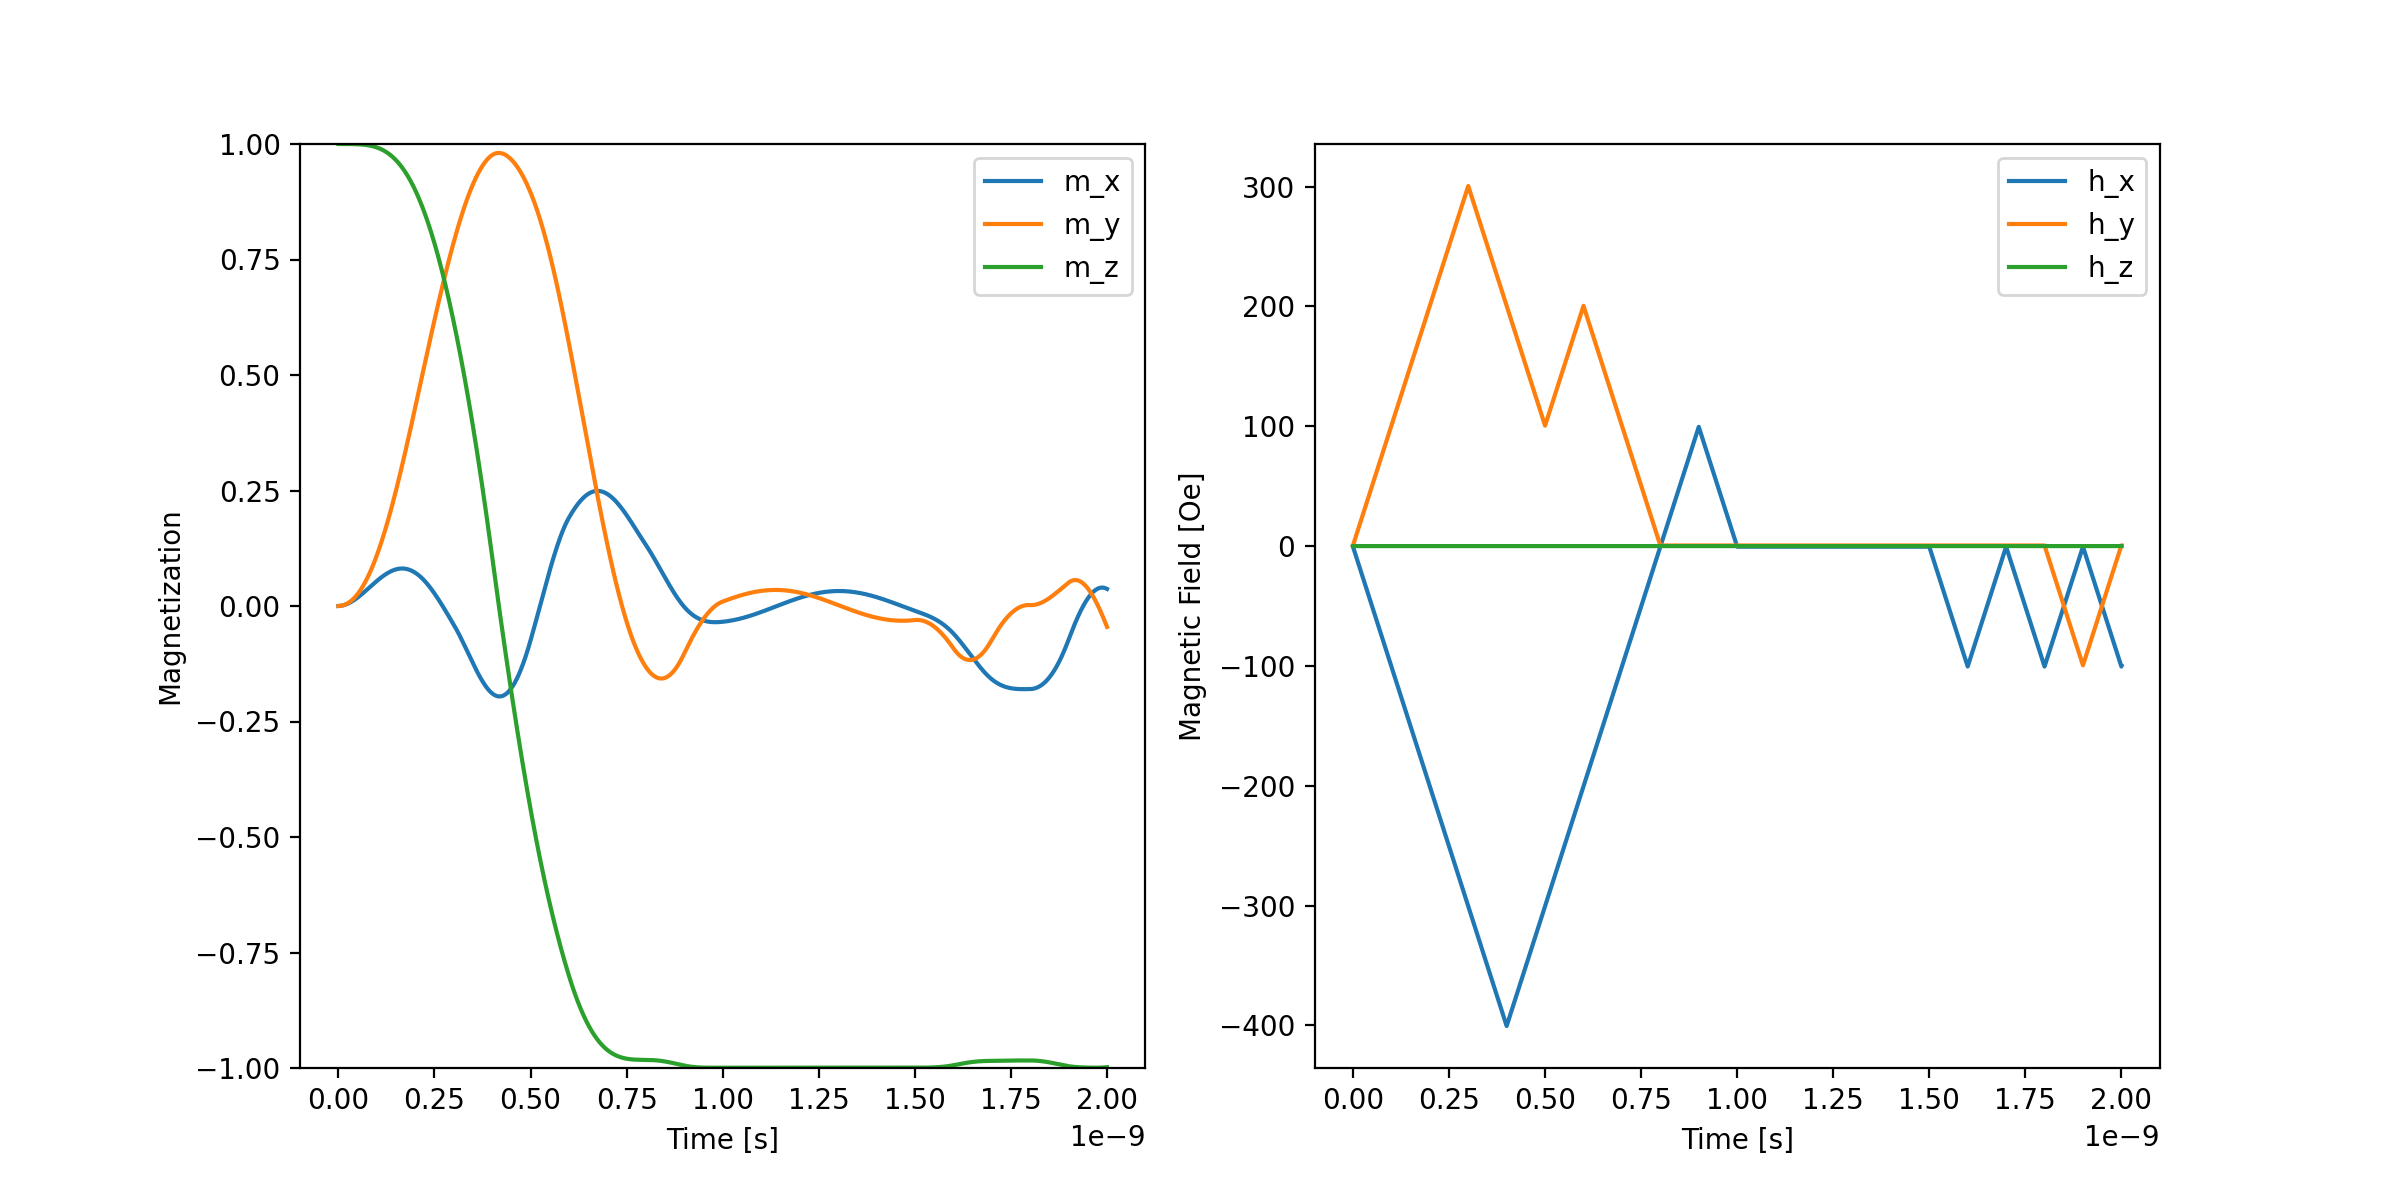 1.00
0.75
0.50
0.25
0.00
−0.25
−0.50
−0.75
−1.00
Magnetization
0.00 0.25 0.50 0.75 1.00 1.25 1.50 1.75 2.00
Time [s]
1e−9
m_x
m_y
m_z
300
200
100
0
−100
−200
−300
−400
Magnetic Field [Oe]
0.00 0.25 0.50 0.75 1.00 1.25 1.50 1.75 2.00
Time [s]
1e−9
h_x
h_y
h_z